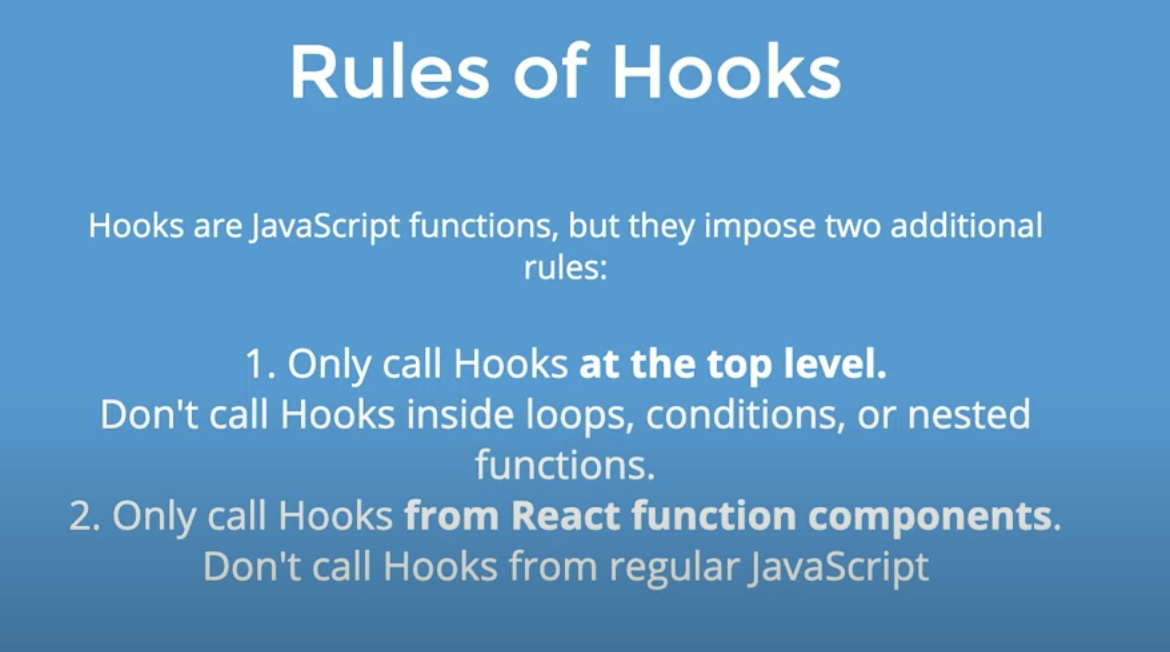 Rules of Hooks
Hooks are JavaScript functions, but they impose two additional
rules:
1. Only call Hooks at the top level.
Don't call Hooks inside loops, conditions, or nested
functions.
2. Only call Hooks from React function components.
Don't call Hooks from regular JavaScript